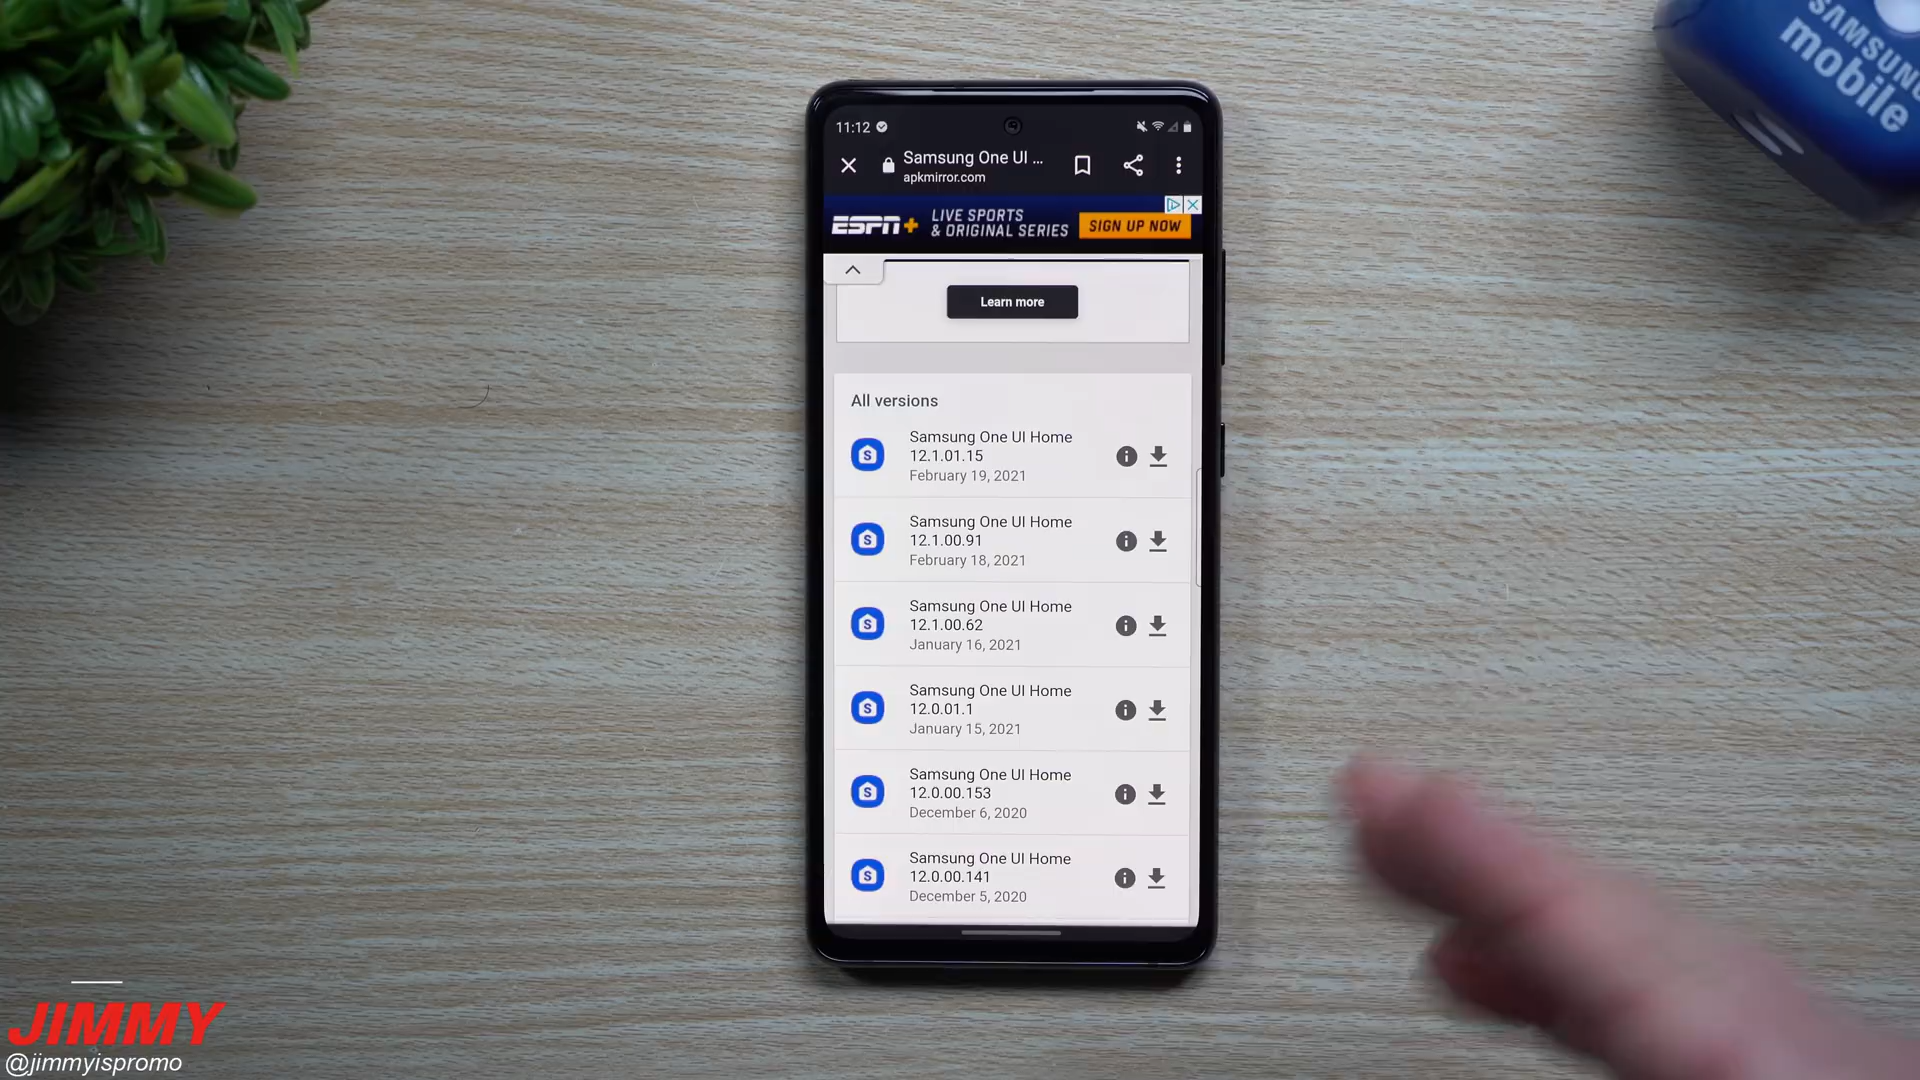 SAMSUNG
mobile
11:12
Samsung One UI ...
apkmirror.com
ESPN+
LIVE SPORTS
& ORIGINAL SERIES
SIGN UP NOW
Learn more
All versions
Samsung One UI Home
12.1.01.15
February 19, 2021
Samsung One UI Home
12.1.00.91
February 18, 2021
Samsung One UI Home
12.1.00.62
January 16, 2021
Samsung One UI Home
12.0.01.1
January 15, 2021
Samsung One UI Home
12.0.00.153
December 6, 2020
Samsung One UI Home
12.0.00.141
December 5, 2020
JIMMY
@jimmyispromo